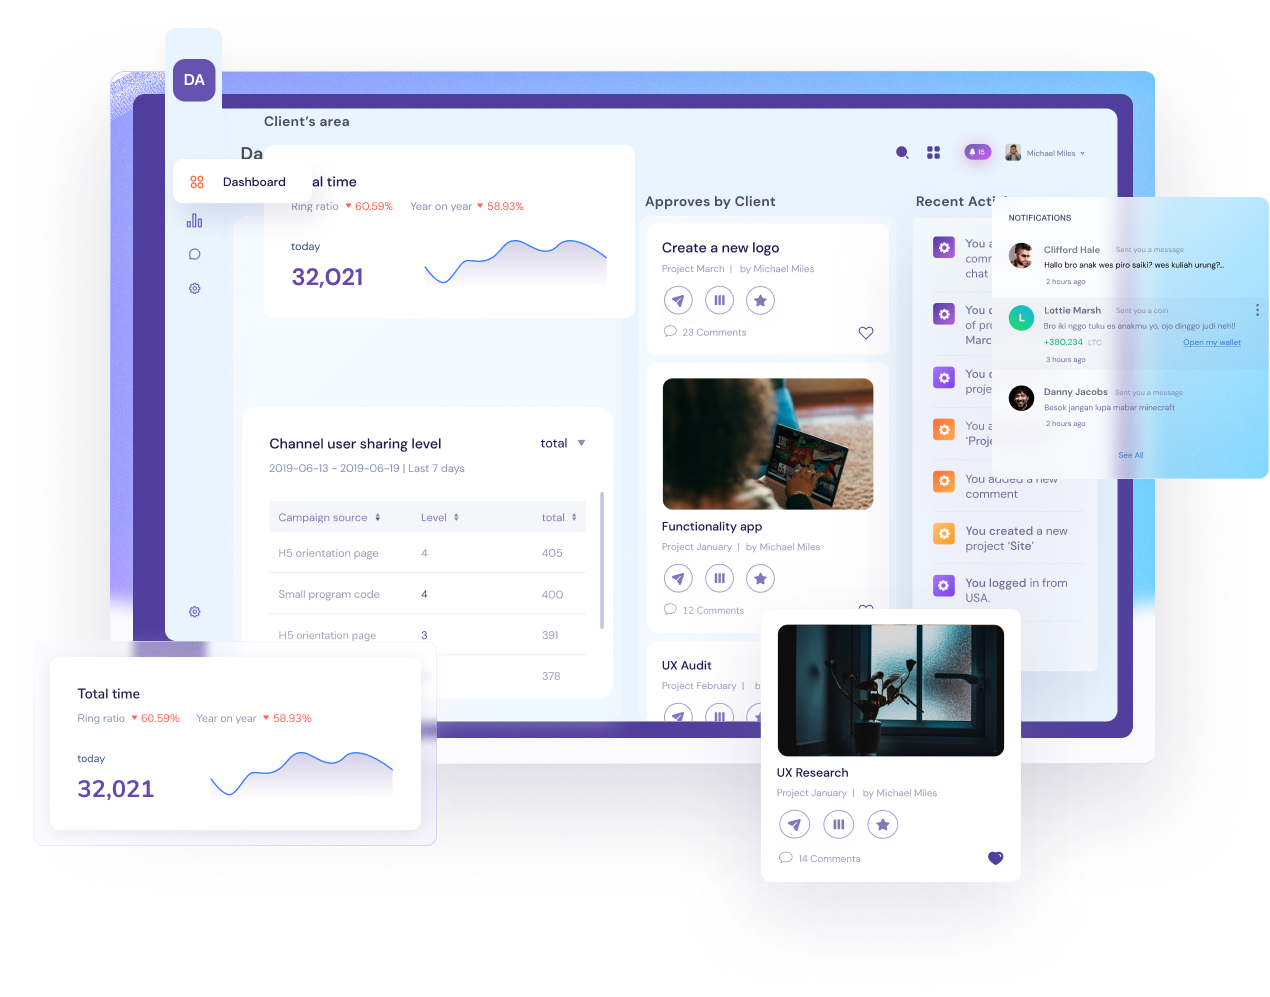 DA
Client’s area
Da
Dashboard
al time
Ring ratio 60.59% Year on year 58.93%
today
32,021
15
Michael Miles
Approves by Client
Create a new logo
Project March | by Michael Miles
23 Comments
Functionality app
Project January | by Michael Miles
12 Comments
UX Audit
Project February | b
Channel user sharing level
total
2019-06-13 ~ 2019-06-19 | Last 7 days
Campaign source Level total
H5 orientation page 4 405
Small program code 4 400
H5 orientation page 3 391
378
Recent Acti
You a
comm
chat
You c
of pro
Marc
You c
proje
You a
‘Proje
You added a new
comment
You created a new
project ‘Site’
You logged in from
USA.
NOTIFICATIONS
Clifford Hale Sent you a message
Hallo bro anak wes piro saiki? wes kuliah urung?..
2 hours ago
L
Lottie Marsh Sent you a coin
Bro iki nggo tuku es anakmu yo, ojo dinggo judi neh!!
+380.234 LTC Open my wallet
3 hours ago
Danny Jacobs Sent you a message
Besok jangan lupa mabar minecraft
2 hours ago
See All
Total time
Ring ratio 60.59% Year on year 58.93%
today
32,021
UX Research
Project January | by Michael Miles
14 Comments